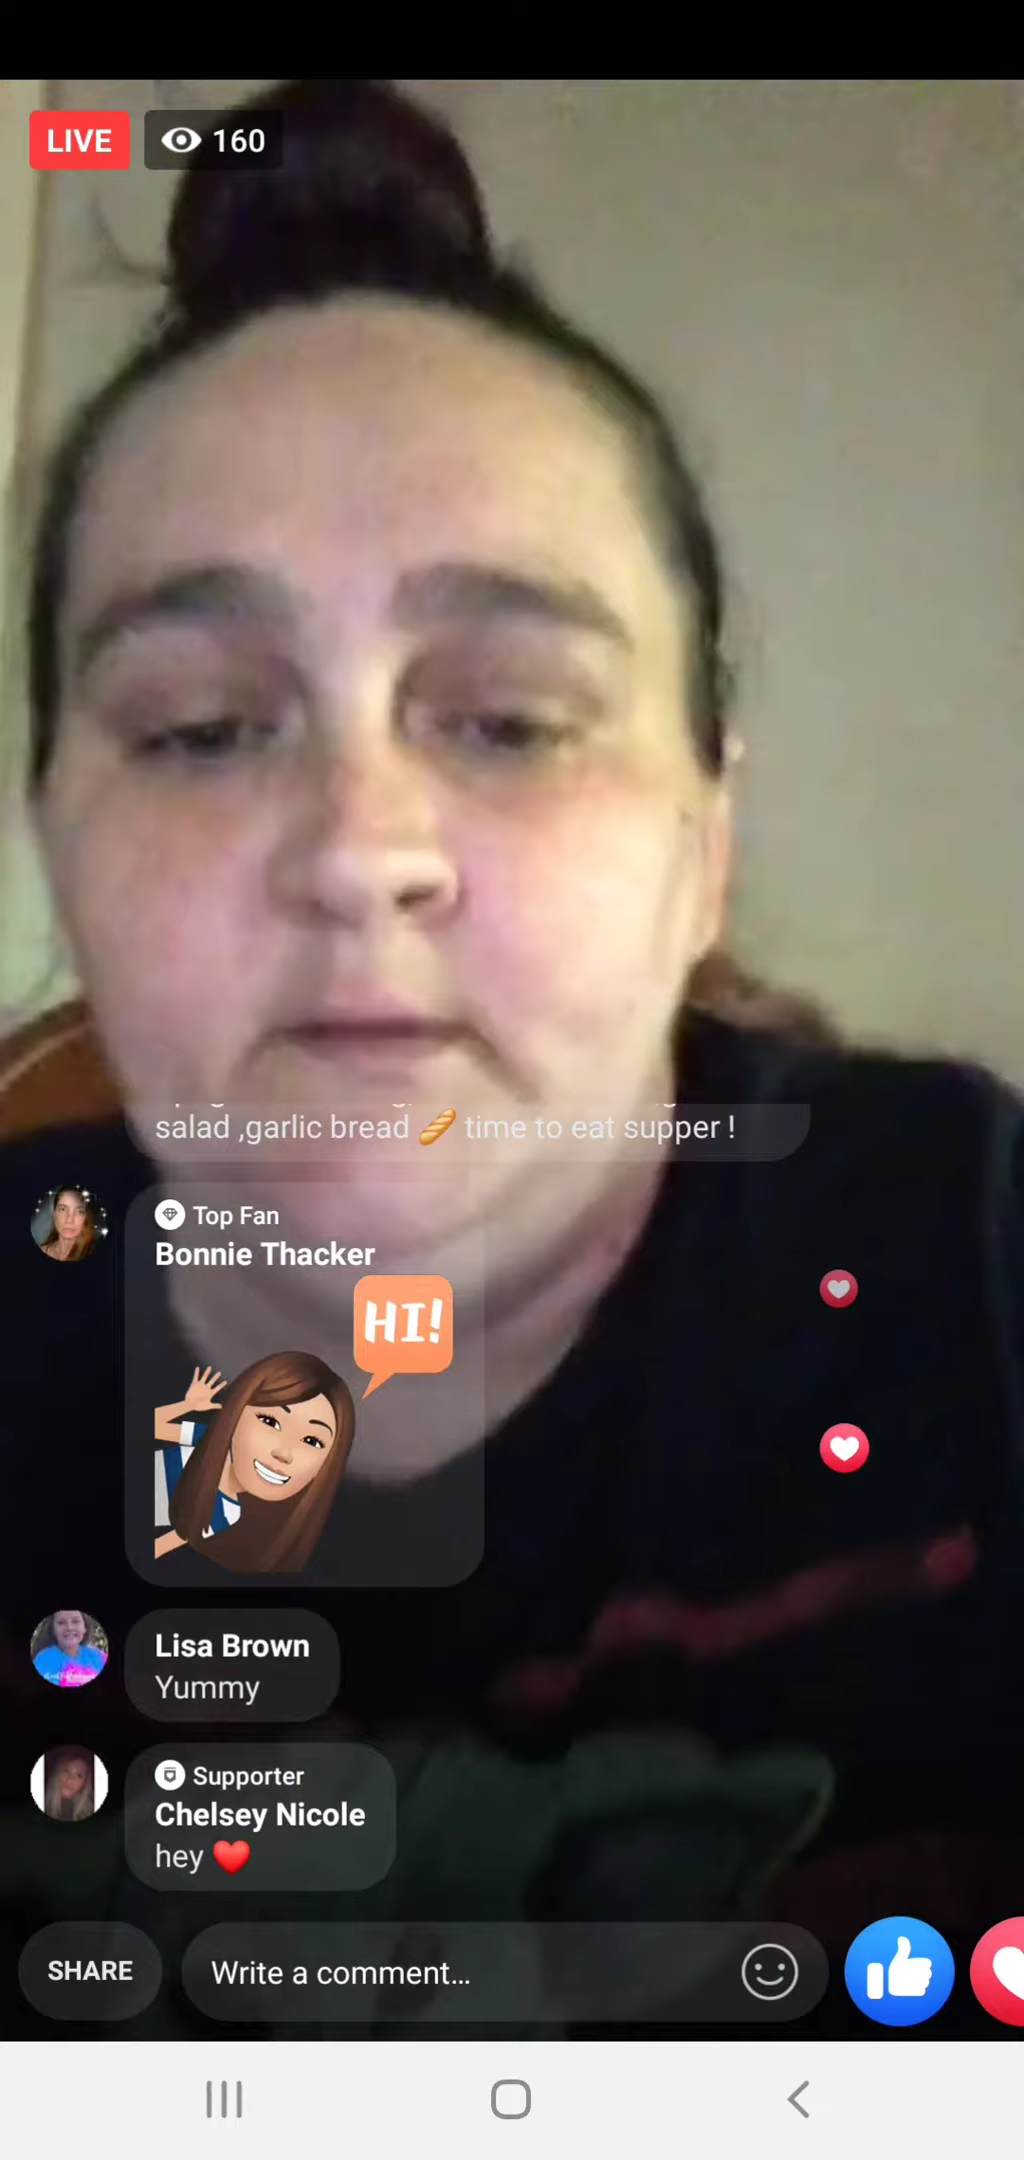 LIVE 160
salad ,garlic bread 🥖 time to eat supper !
Top Fan
Bonnie Thacker
HI!
Lisa Brown
Yummy
Supporter
Chelsey Nicole
hey ❤️
SHARE
Write a comment...